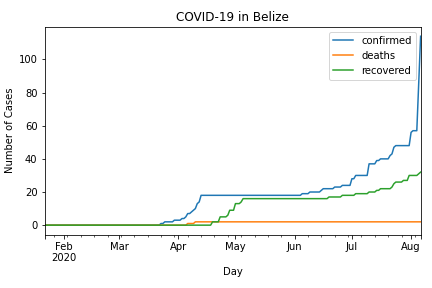 COVID-19 in Belize
confirmed
deaths
recovered
Number of Cases
100
80
60
40
20
0
Feb
2020
Mar
Apr
May
Jun
Jul
Aug
Day